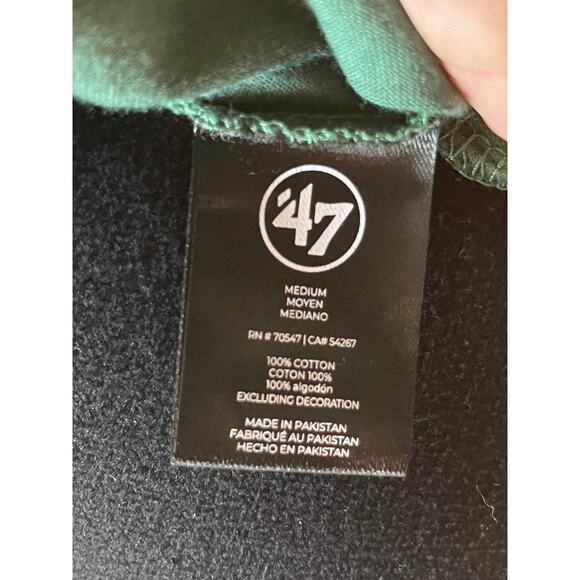 '47
MEDIUM
MOYEN
MEDIANO
RN # 70547 | CA# 54267
100% COTTON
COTON 100%
100% algodón
EXCLUDING DECORATION
MADE IN PAKISTAN
FABRIQUÉ AU PAKISTAN
HECHO EN PAKISTAN